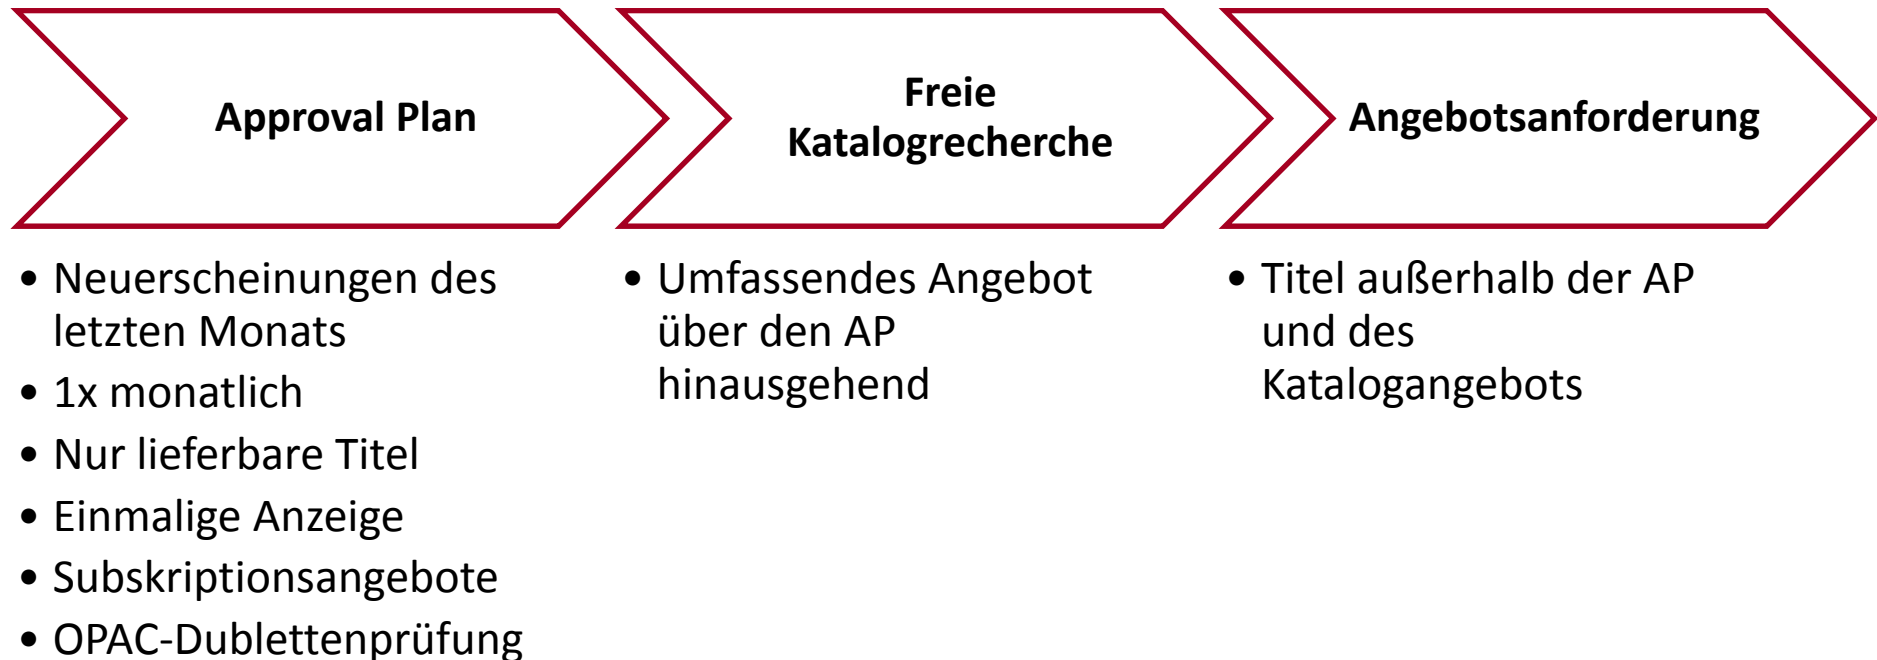 Approval Plan
Freie
Katalogrecherche
Angebotsanforderung
• Neuerscheinungen des
letzten Monats
• 1x monatlich
• Nur lieferbare Titel
• Einmalige Anzeige
• Subskriptionsangebote
• OPAC-Dublettenprüfung
• Umfassendes Angebot
über den AP
hinausgehend
• Titel außerhalb der AP
und des
Katalogangebots